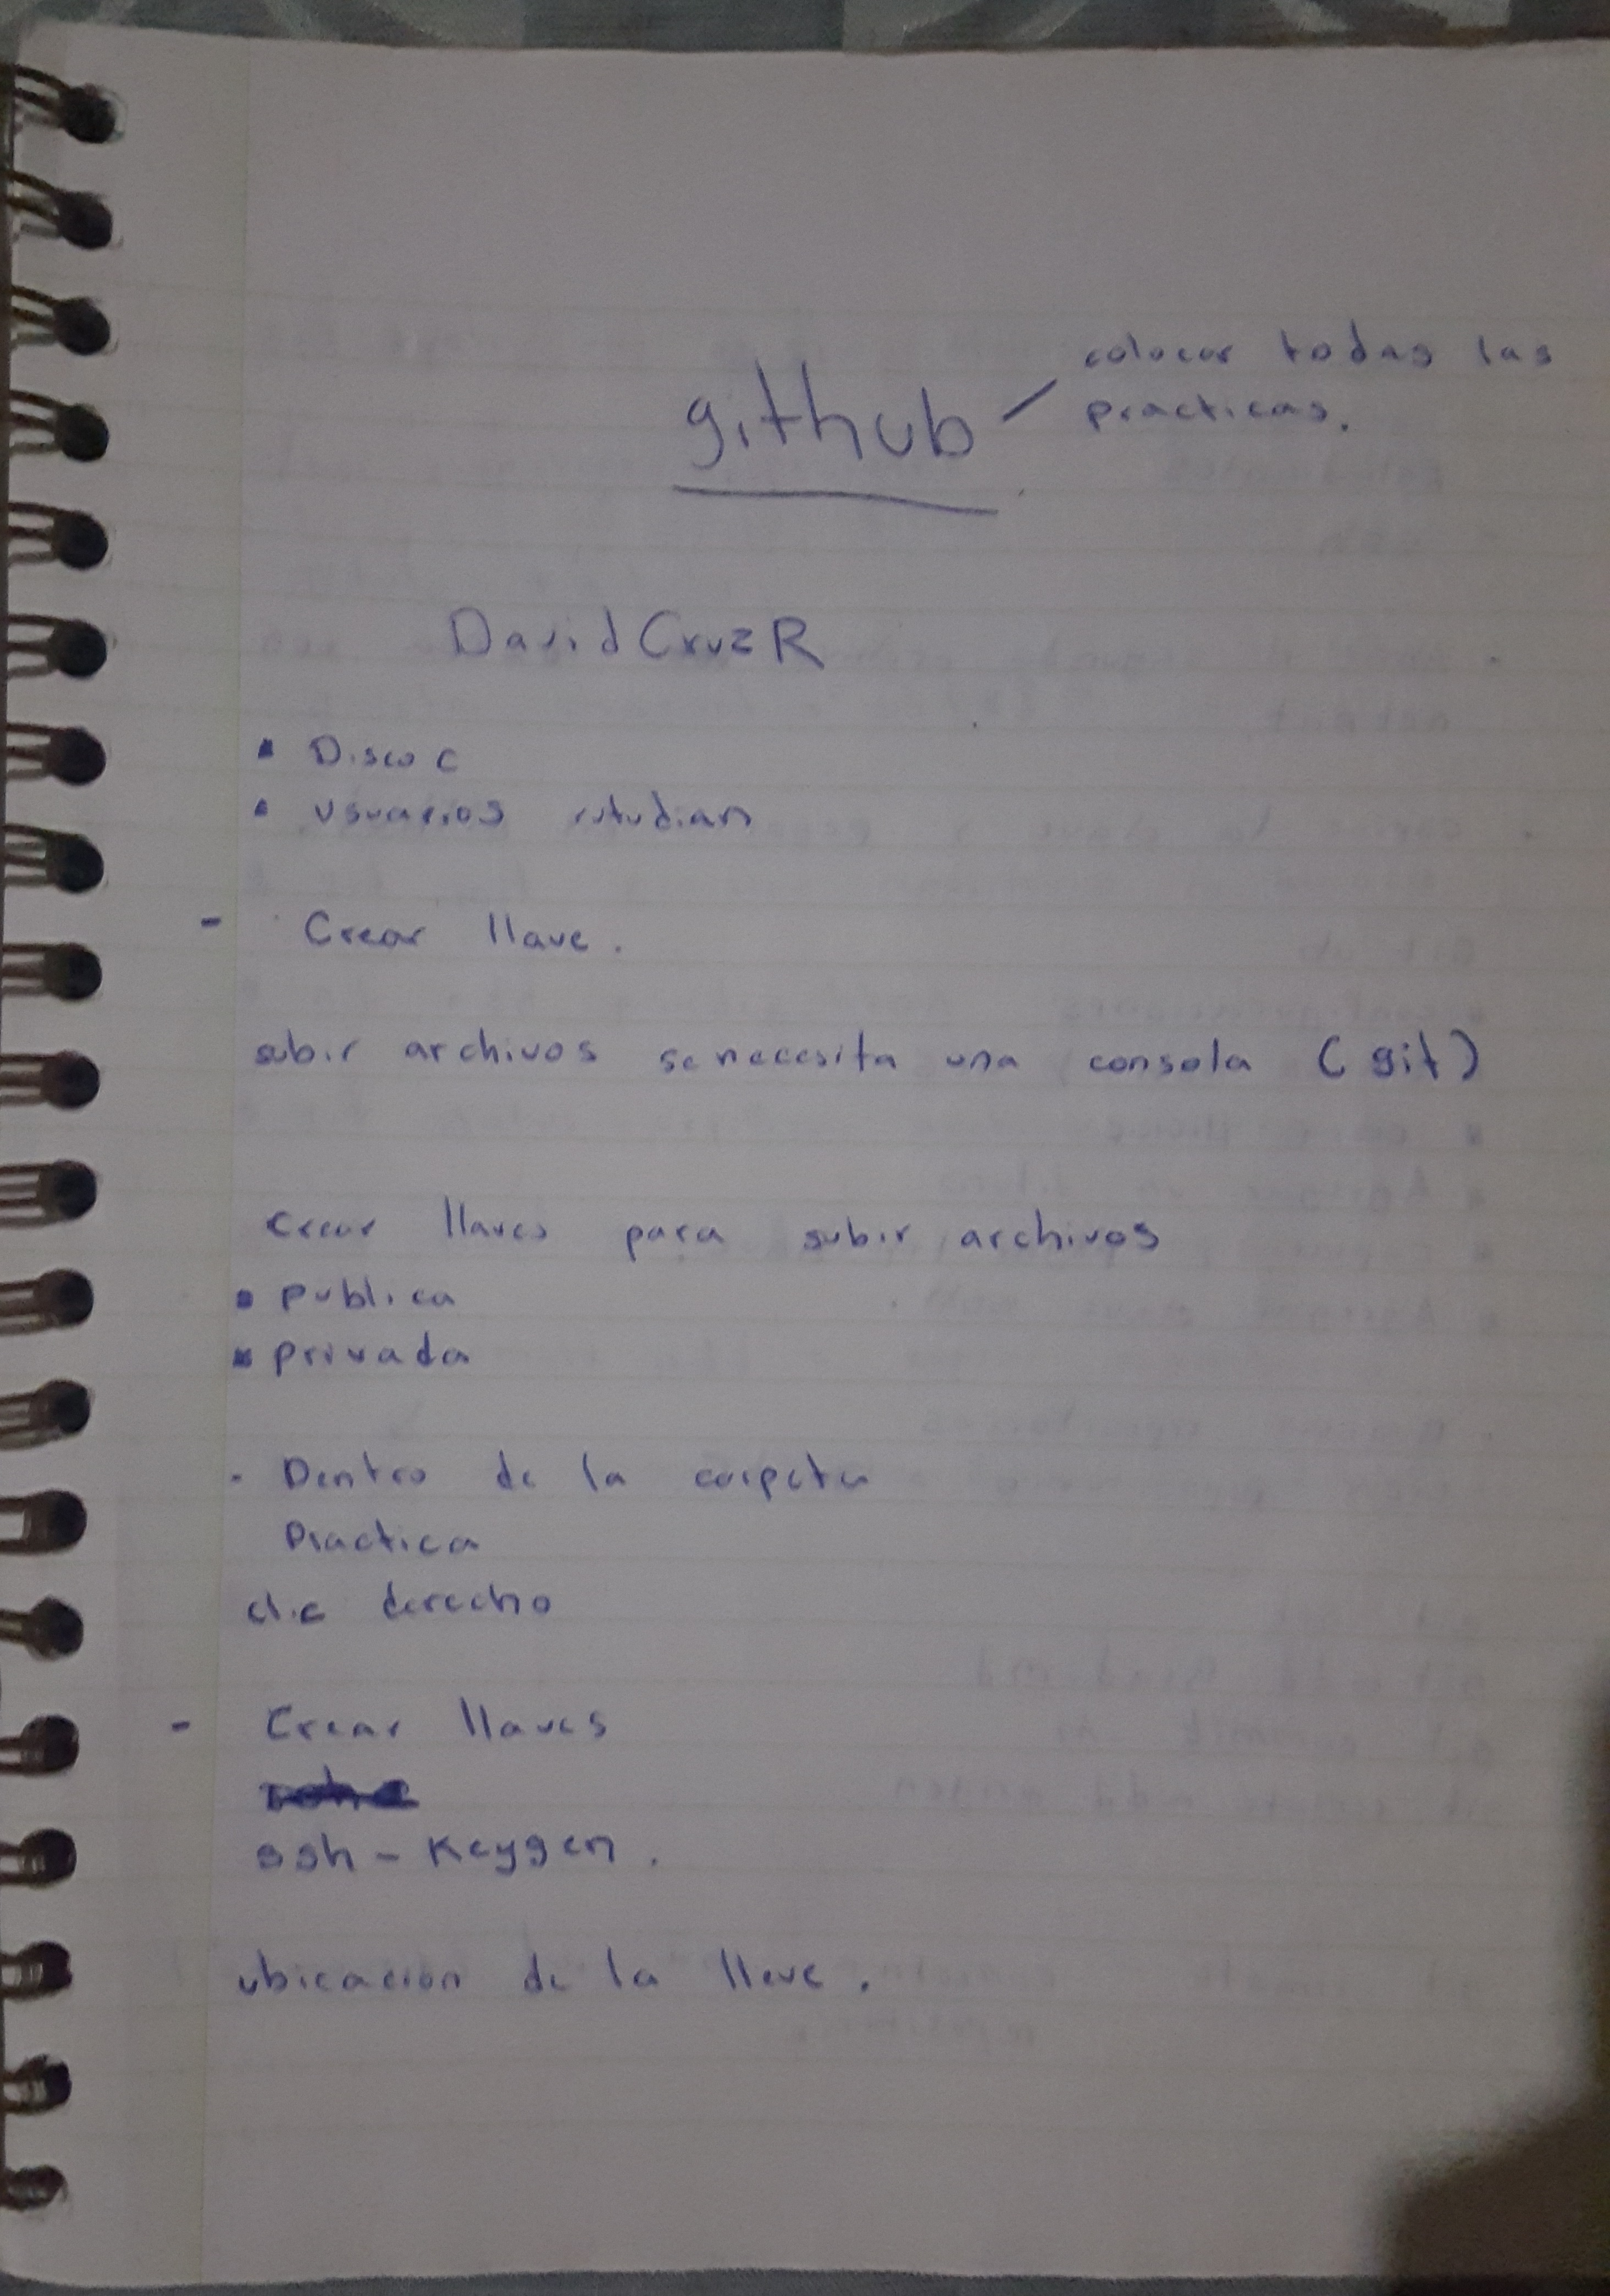 colocar todas las
github - practicas.
DavidCruzR
▪ Disco C
▪ usuarios estudian
- Crear llave.
subir archivos se necesita una consola (git)
crear llaves para subir archivos
▪ publica
▪ privada
- Dentro de la carpeta
Practica
clic derecho
- Crear llaves
ssh-Keygen.
ubicacion de la llave.